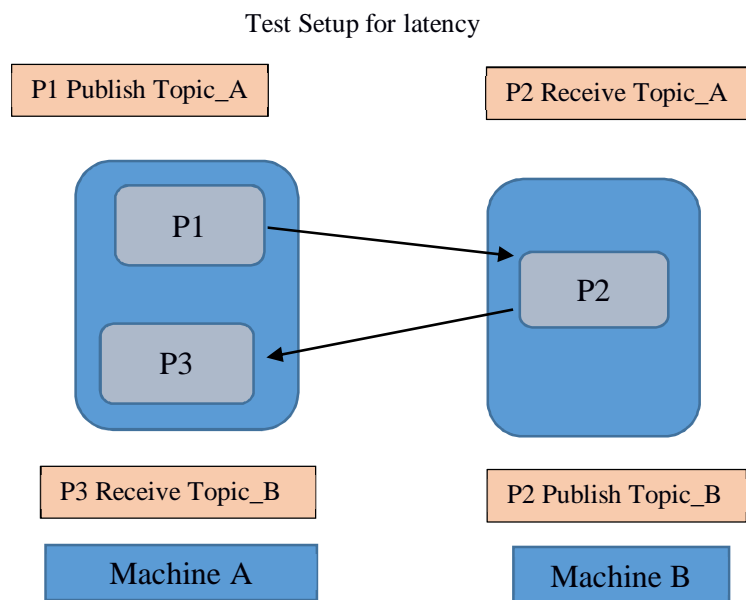 Test Setup for latency
P1 Publish Topic_A
P2 Receive Topic_A
P1
P2
P3
P3 Receive Topic_B
P2 Publish Topic_B
Machine A
Machine B